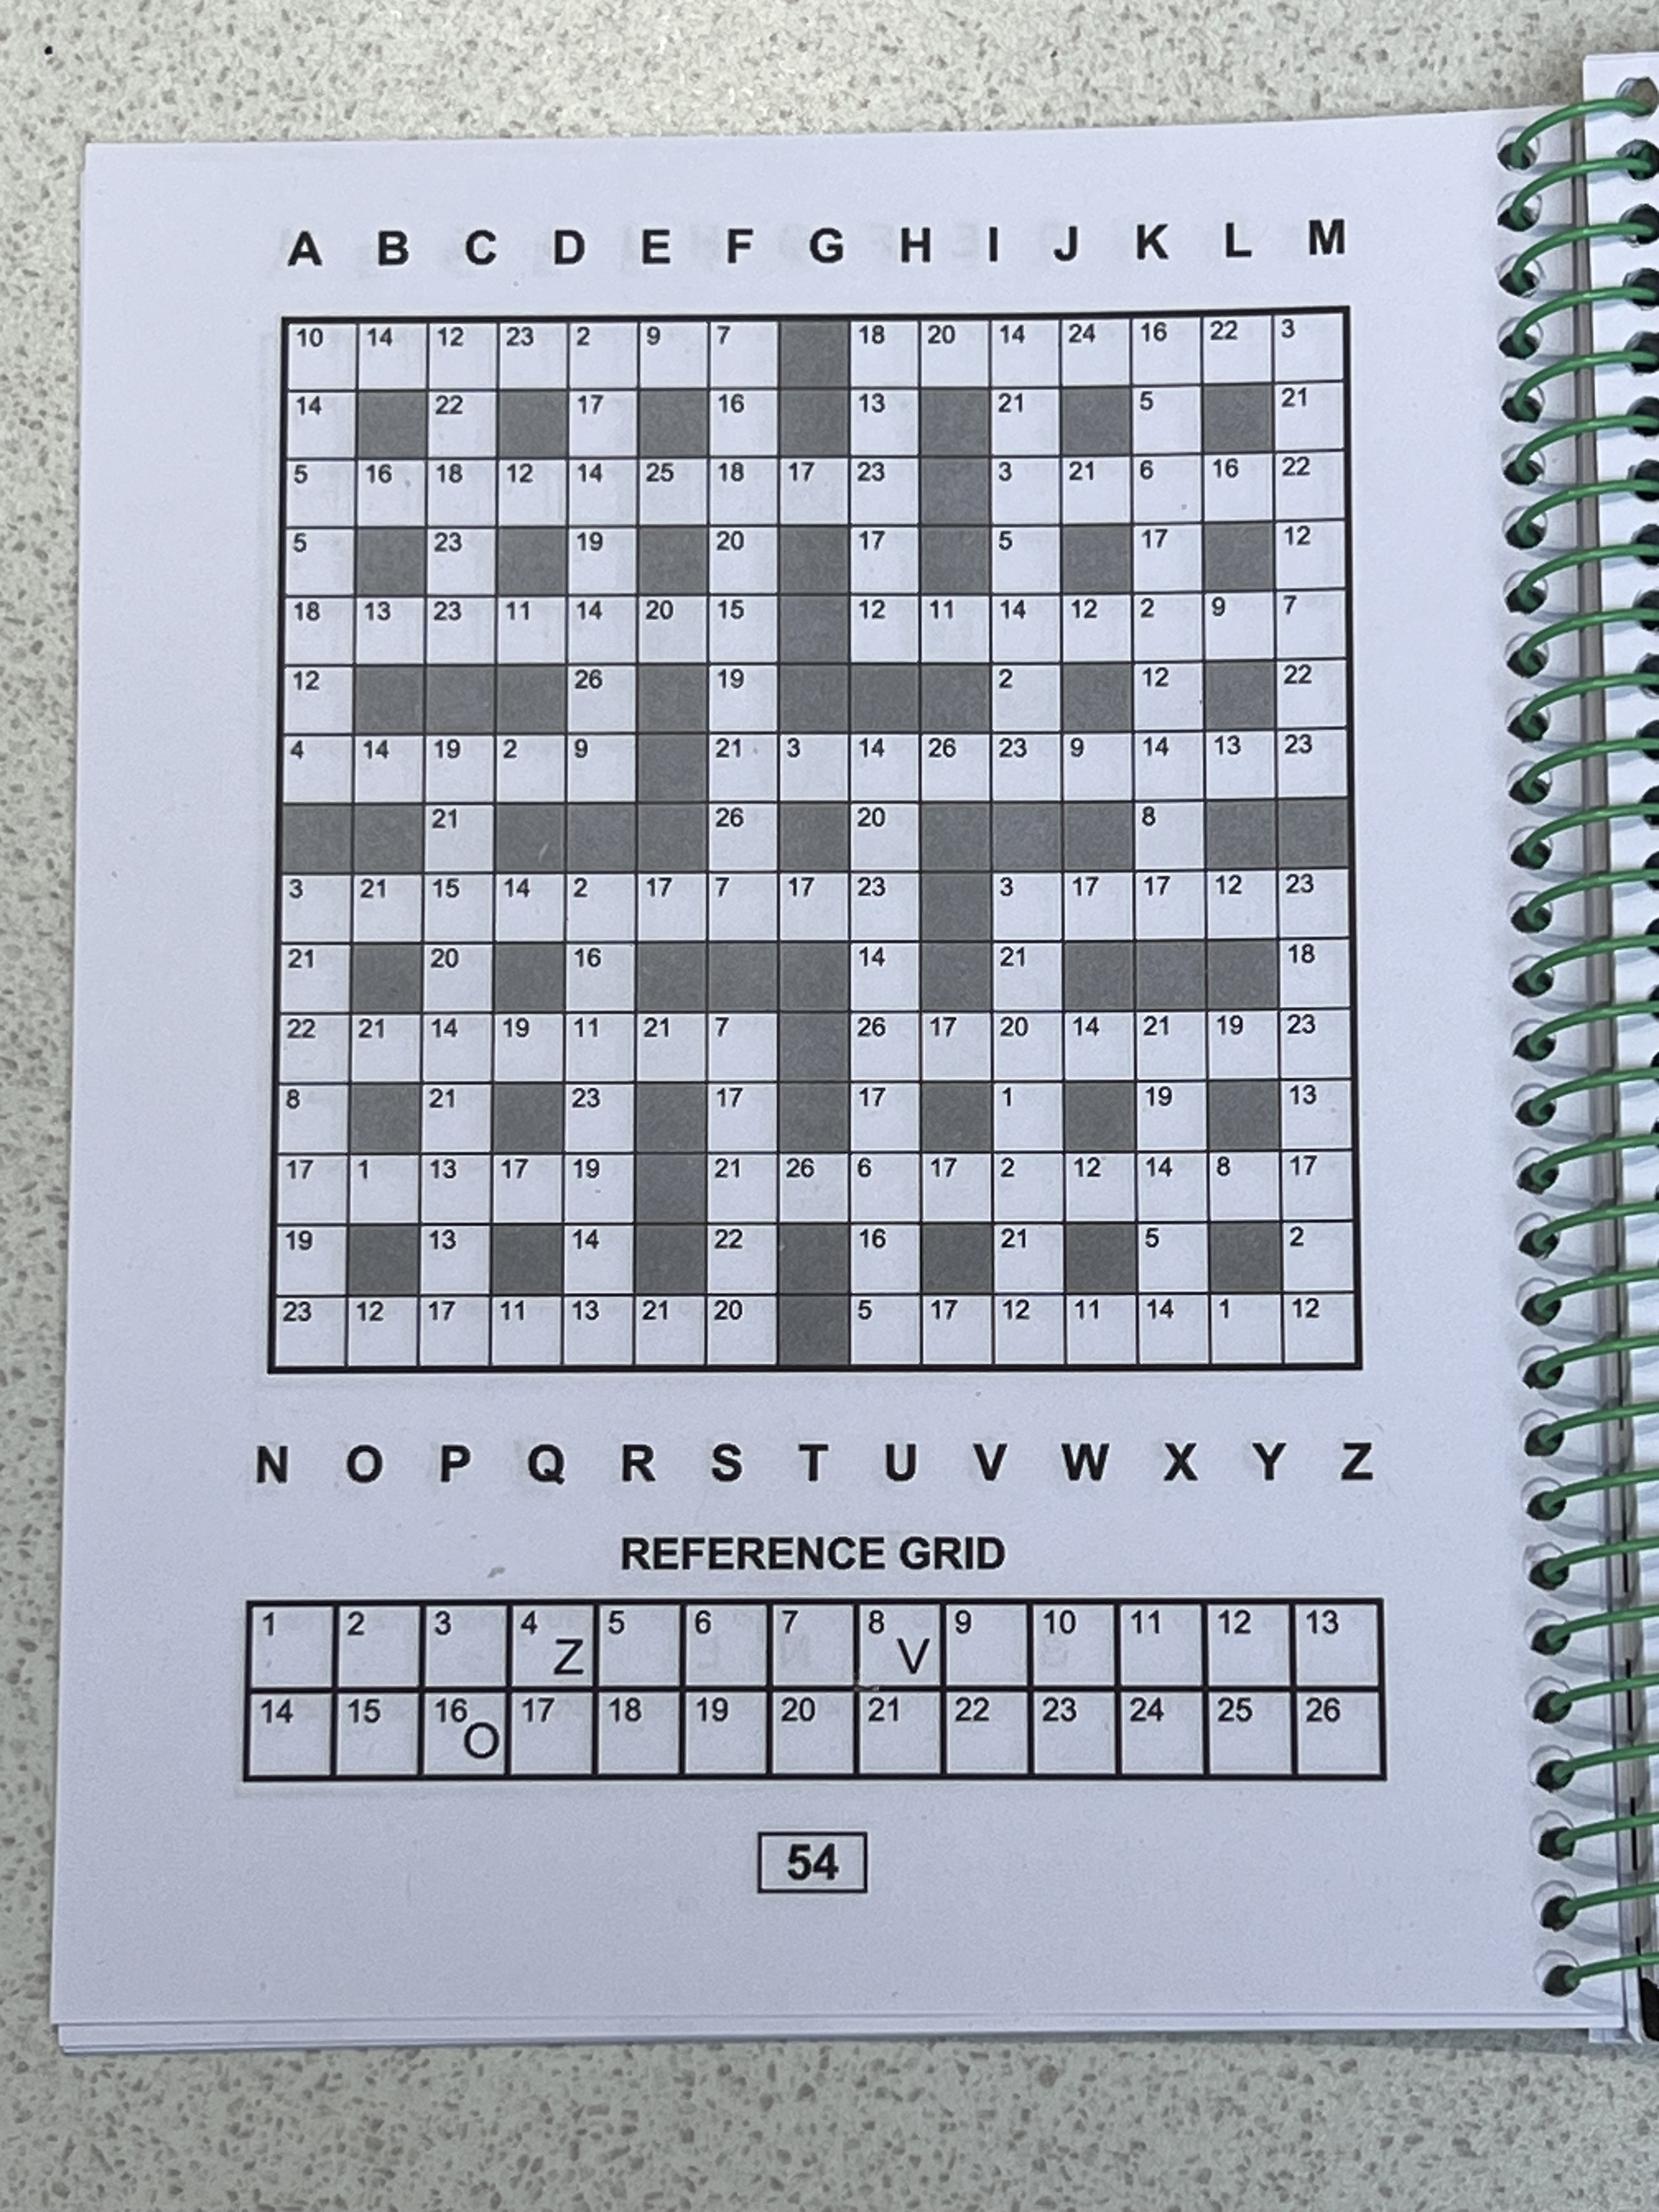 A B C D E F G H I J K L M
10 14 12 23 2 9 7 18 20 14 24 16 22 3
14 22 17 16 13 21 5 21
5 16 18 12 14 25 18 17 23 3 21 6 16 22
5 23 19 20 17 5 17 12
18 13 23 11 14 20 15 12 11 14 12 2 9 7
12 26 19 2 12 22
4 14 19 2 9 21 3 14 26 23 9 14 13 23
21 26 20 8
3 21 15 14 2 17 7 17 23 3 17 17 12 23
21 20 16 14 21 18
22 21 14 19 11 21 7 26 17 20 14 21 19 23
8 21 23 17 17 1 19 13
17 1 13 17 19 21 26 6 17 2 12 14 8 17
19 13 14 22 16 21 5 2
23 12 17 11 13 21 20 5 17 12 11 14 1 12
N O P Q R S T U V W X Y Z
REFERENCE GRID
1 2 3 4 Z 5 6 7 8 V 9 10 11 12 13
14 15 16 O 17 18 19 20 21 22 23 24 25 26
54